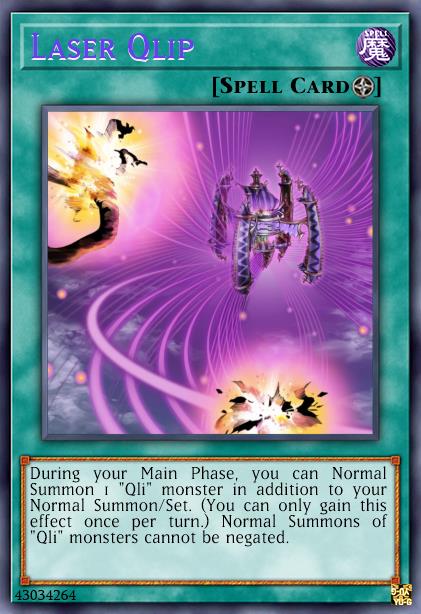 Laser Qlip
SPELL
魔
[Spell Card]
During your Main Phase, you can Normal
Summon 1 "Qli" monster in addition to your
Normal Summon/Set. (You can only gain this
effect once per turn.) Normal Summons of
"Qli" monsters cannot be negated.
43034264